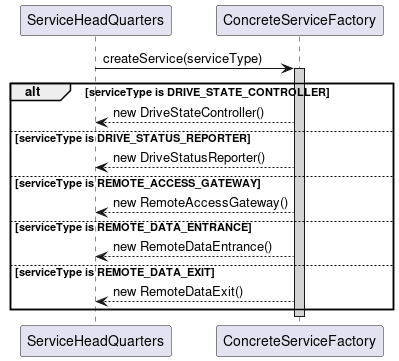 ServiceHeadQuarters ConcreteServiceFactory
createService(serviceType)
alt [serviceType is DRIVE_STATE_CONTROLLER]
new DriveStateController()
[serviceType is DRIVE_STATUS_REPORTER]
new DriveStatusReporter()
[serviceType is REMOTE_ACCESS_GATEWAY]
new RemoteAccessGateway()
[serviceType is REMOTE_DATA_ENTRANCE]
new RemoteDataEntrance()
[serviceType is REMOTE_DATA_EXIT]
new RemoteDataExit()
ServiceHeadQuarters ConcreteServiceFactory